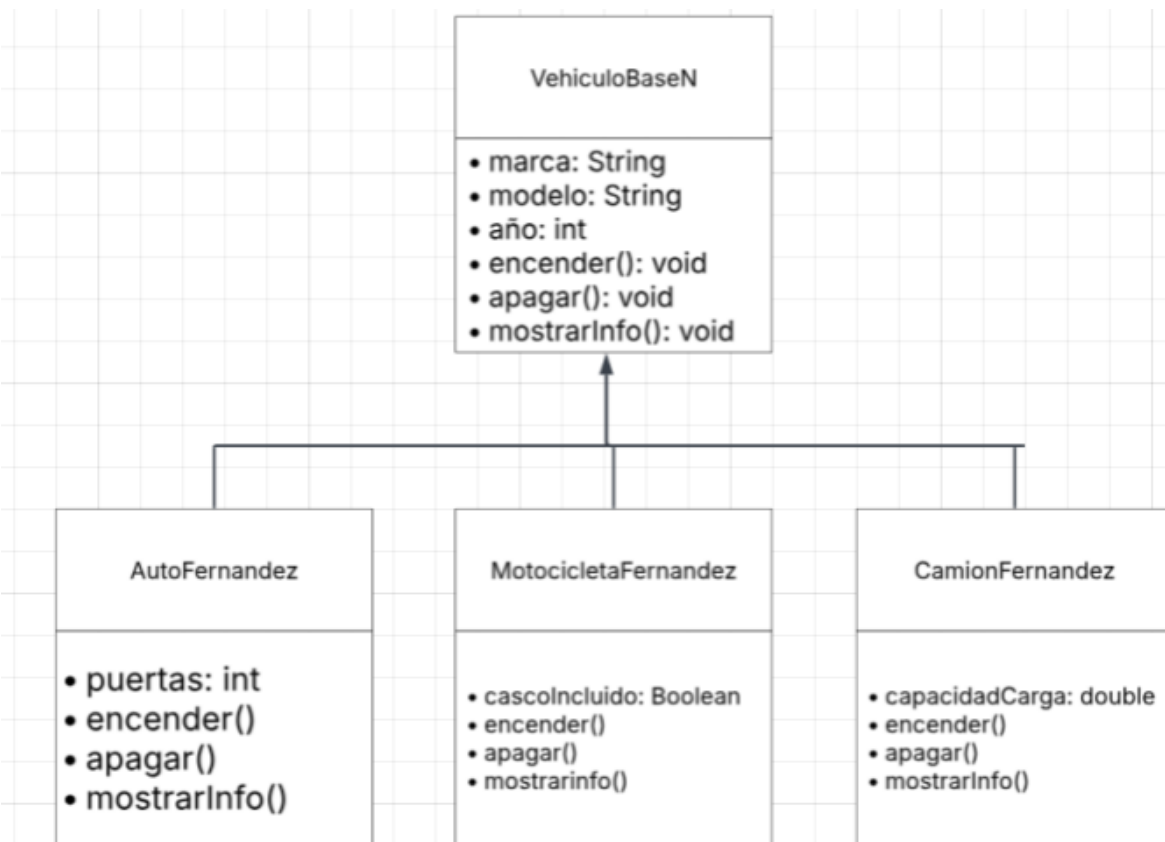 VehiculoBaseN
• marca: String
• modelo: String
• año: int
• encender(): void
• apagar(): void
• mostrarInfo(): void
AutoFernandez
• puertas: int
• encender()
• apagar()
• mostrarInfo()
MotocicletaFernandez
• cascoIncluido: Boolean
• encender()
• apagar()
• mostrarinfo()
CamionFernandez
• capacidadCarga: double
• encender()
• apagar()
• mostrarInfo()